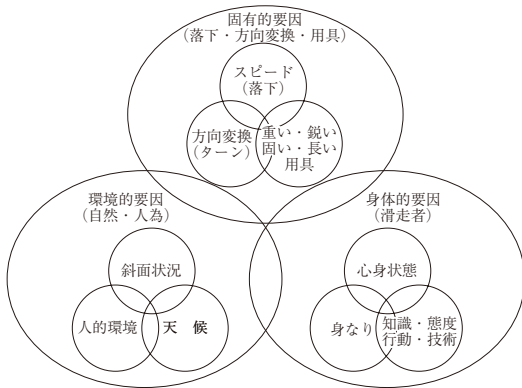 固有的要因
(落下・方向変換・用具)
スピード
(落下)
方向変換
(ターン)
重い・鋭い
固い・長い
用具
環境的要因
(自然・人為)
斜面状況
人的環境
天　候
身体的要因
(滑走者)
心身状態
身なり
知識・態度
行動・技術